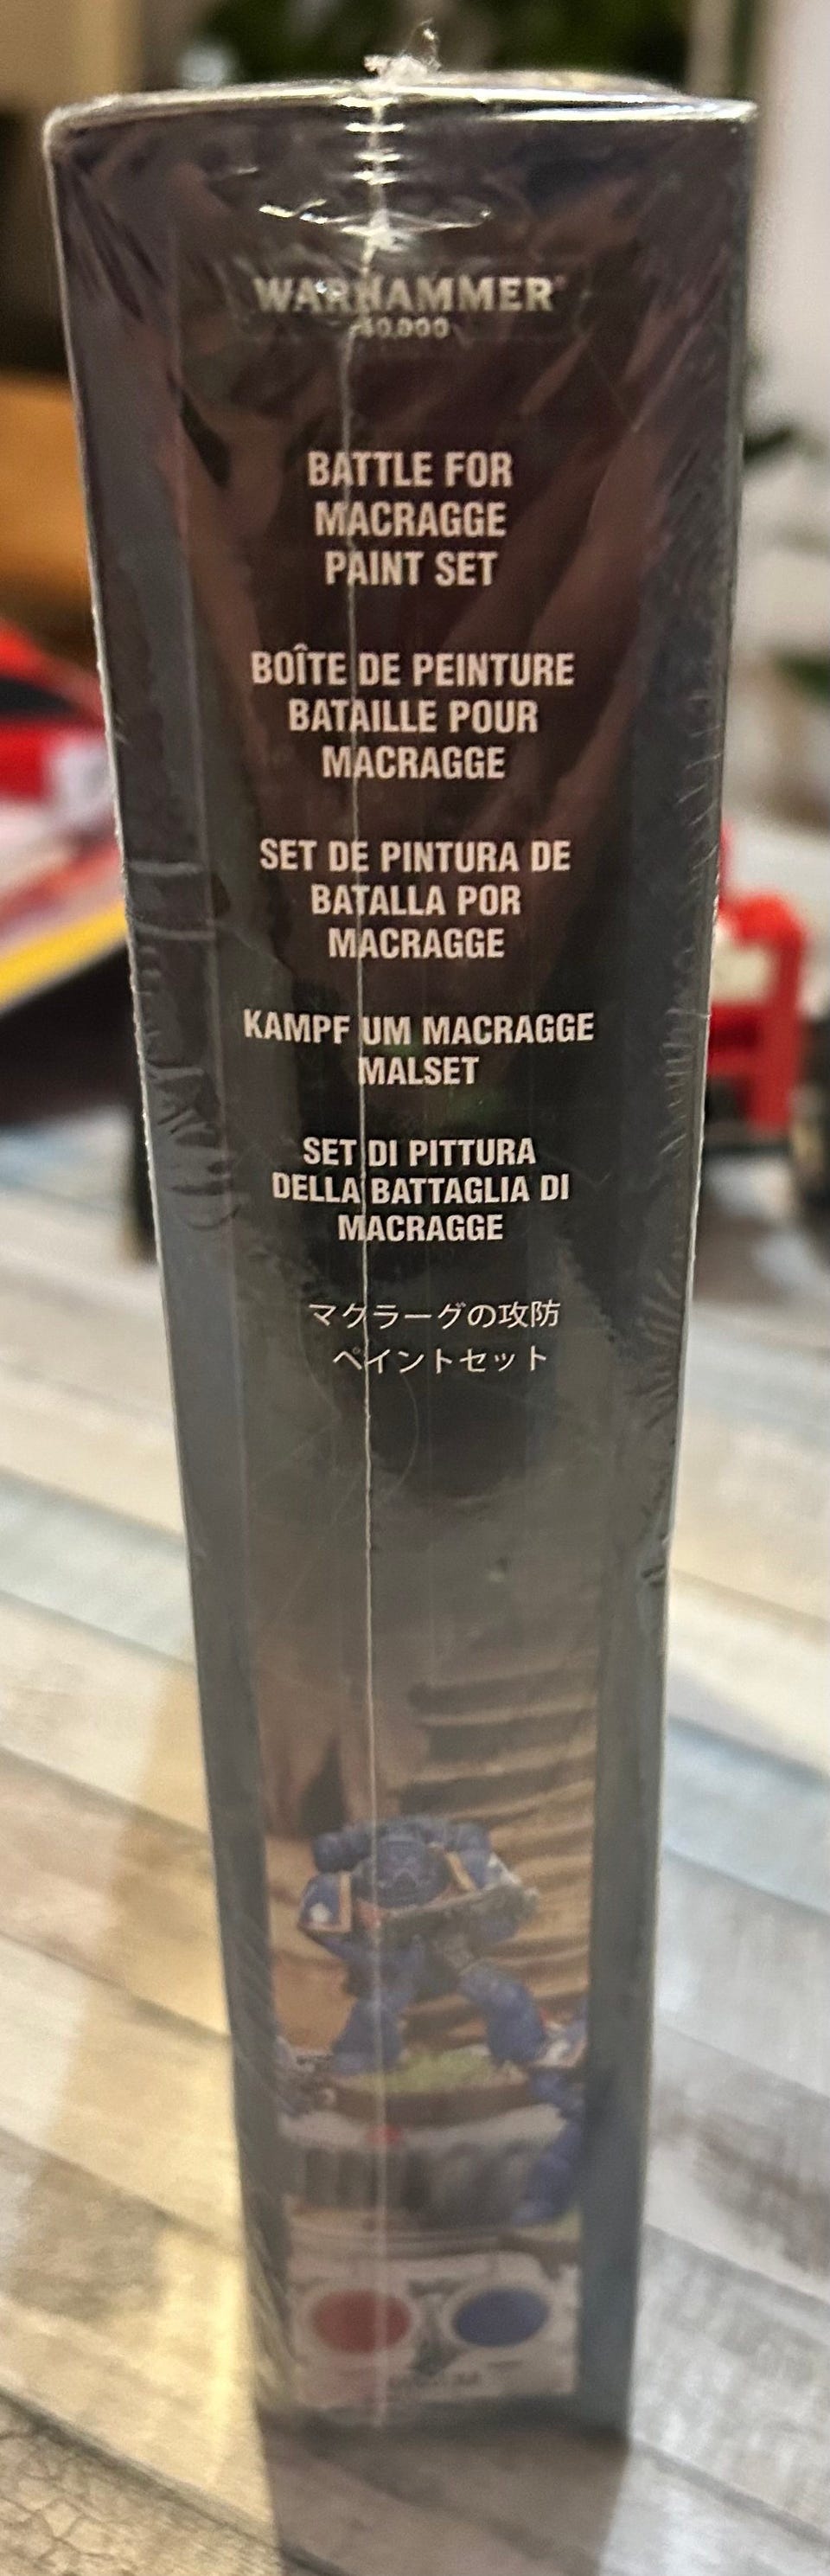 WARHAMMER
40,000
BATTLE FOR
MACRAGGE
PAINT SET
BOÎTE DE PEINTURE
BATAILLE POUR
MACRAGGE
SET DE PINTURA DE
BATALLA POR
MACRAGGE
KAMPF UM MACRAGGE
MALSET
SET DI PITTURA
DELLA BATTAGLIA DI
MACRAGGE
マクラーグの攻防
ペイントセット